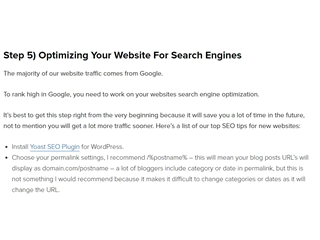 Step 5) Optimizing Your Website For Search Engines
The majority of our website traffic comes from Google.
To rank high in Google, you need to work on your websites search engine optimization.
It's best to get this step right from the very beginning because it will save you a lot of time in the future,
not to mention you will get a lot more traffic sooner. Here's a list of our top SEO tips for new websites:
• Install Yoast SEO Plugin for WordPress.
• Choose your permalink settings, I recommend /%postname% – this will mean your blog posts URL's will
display as domain.com/postname – a lot of bloggers include category or date in permalink, but this is
not something I would recommend because it makes it difficult to change categories or dates as it will
change the URL.